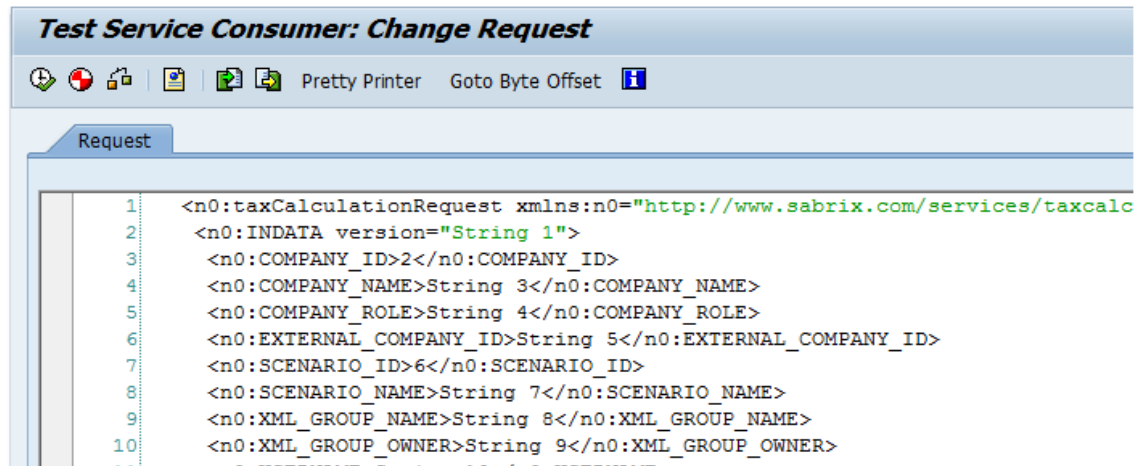 Test Service Consumer: Change Request
Pretty Printer Goto Byte Offset
Request
1 <n0:taxCalculationRequest xmlns:n0="http://www.sabrix.com/services/taxcalc
2 <n0:INDATA version="String 1">
3 <n0:COMPANY_ID>2</n0:COMPANY_ID>
4 <n0:COMPANY_NAME>String 3</n0:COMPANY_NAME>
5 <n0:COMPANY_ROLE>String 4</n0:COMPANY_ROLE>
6 <n0:EXTERNAL_COMPANY_ID>String 5</n0:EXTERNAL_COMPANY_ID>
7 <n0:SCENARIO_ID>6</n0:SCENARIO_ID>
8 <n0:SCENARIO_NAME>String 7</n0:SCENARIO_NAME>
9 <n0:XML_GROUP_NAME>String 8</n0:XML_GROUP_NAME>
10 <n0:XML_GROUP_OWNER>String 9</n0:XML_GROUP_OWNER>